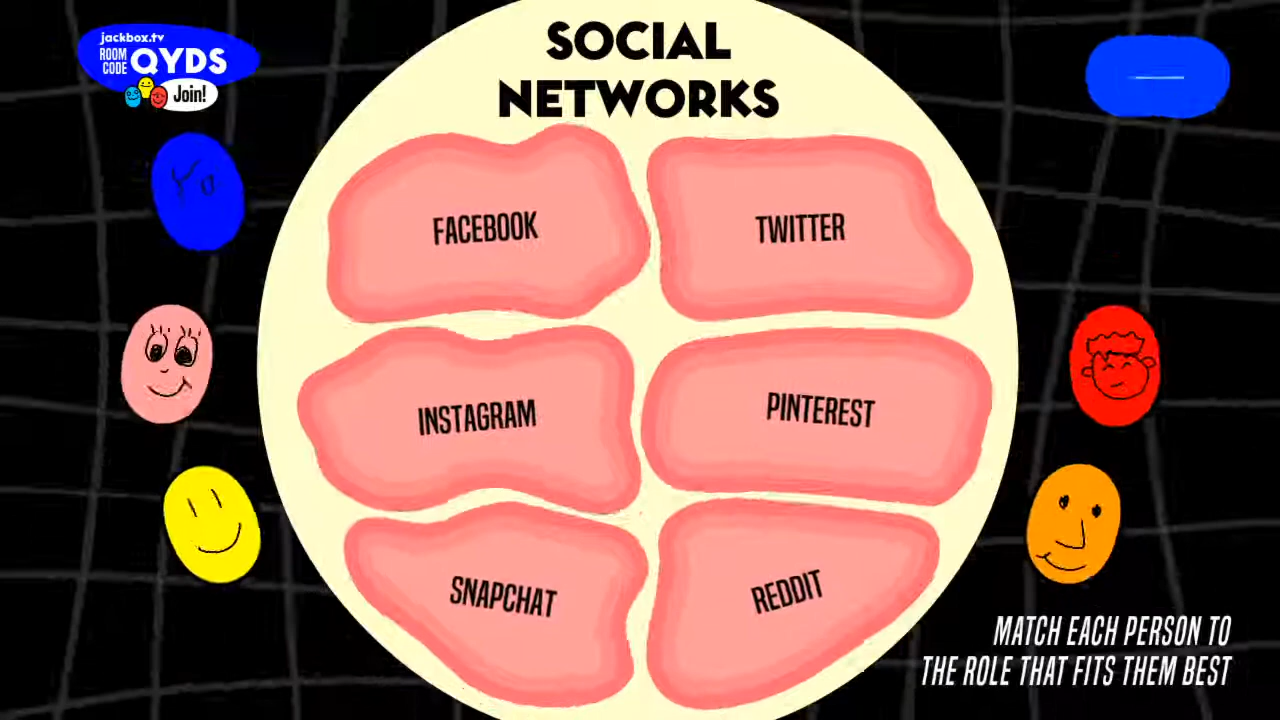 jackbox.tv
ROOM CODE QYDS
Join!
SOCIAL
NETWORKS
FACEBOOK
TWITTER
INSTAGRAM
PINTEREST
SNAPCHAT
REDDIT
MATCH EACH PERSON TO
THE ROLE THAT FITS THEM BEST